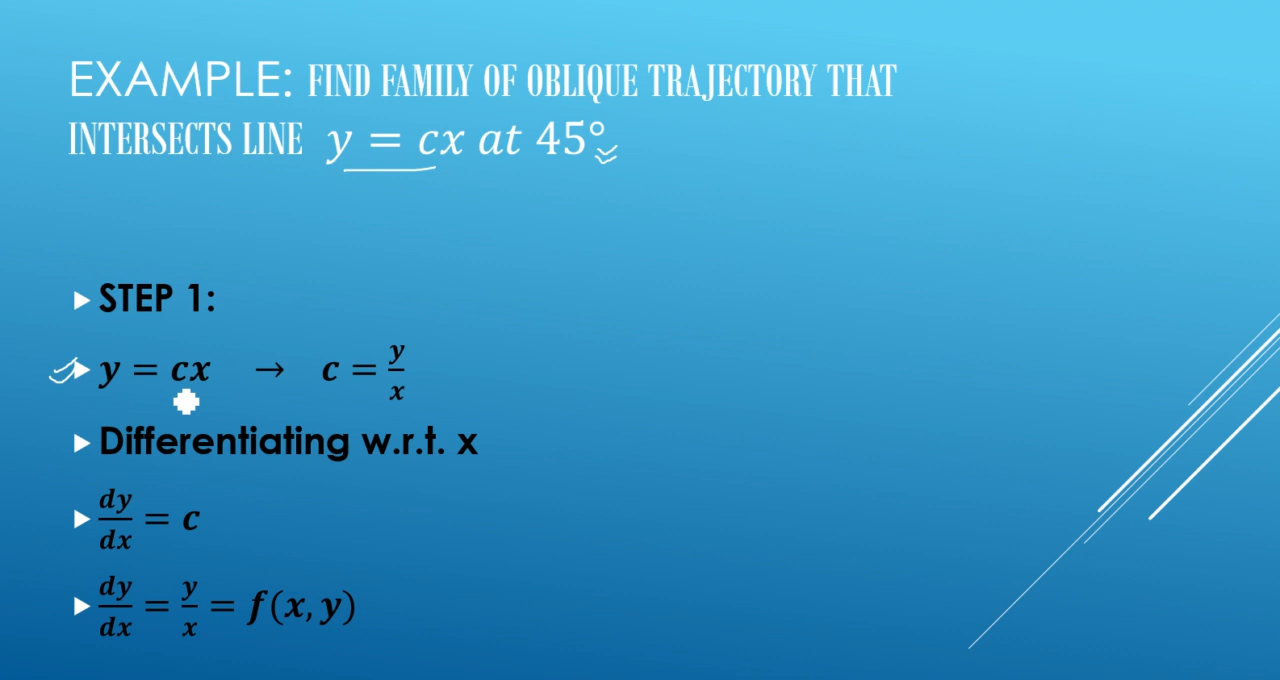 EXAMPLE: FIND FAMILY OF OBLIQUE TRAJECTORY THAT
INTERSECTS LINE y = cx at 45°
STEP 1:
y = cx → c = y/x
Differentiating w.r.t. x
dy/dx = c
dy/dx = y/x = f(x, y)